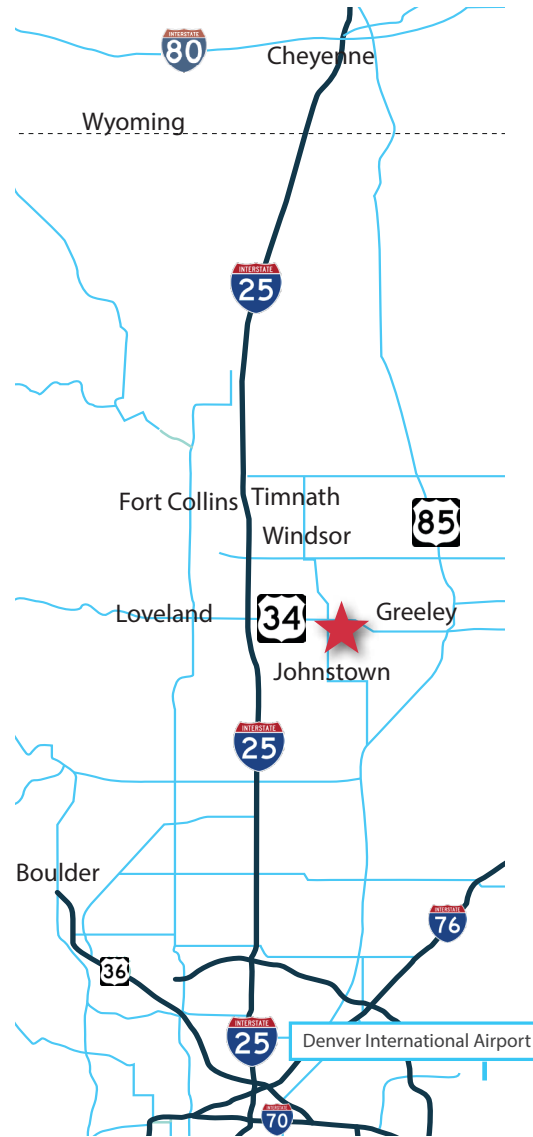 INTERSTATE
80
Cheyenne
Wyoming
INTERSTATE
25
Fort Collins
Timnath
Windsor
85
Loveland
34
Greeley
Johnstown
INTERSTATE
25
Boulder
INTERSTATE
76
36
INTERSTATE
25
Denver International Airport
INTERSTATE
70